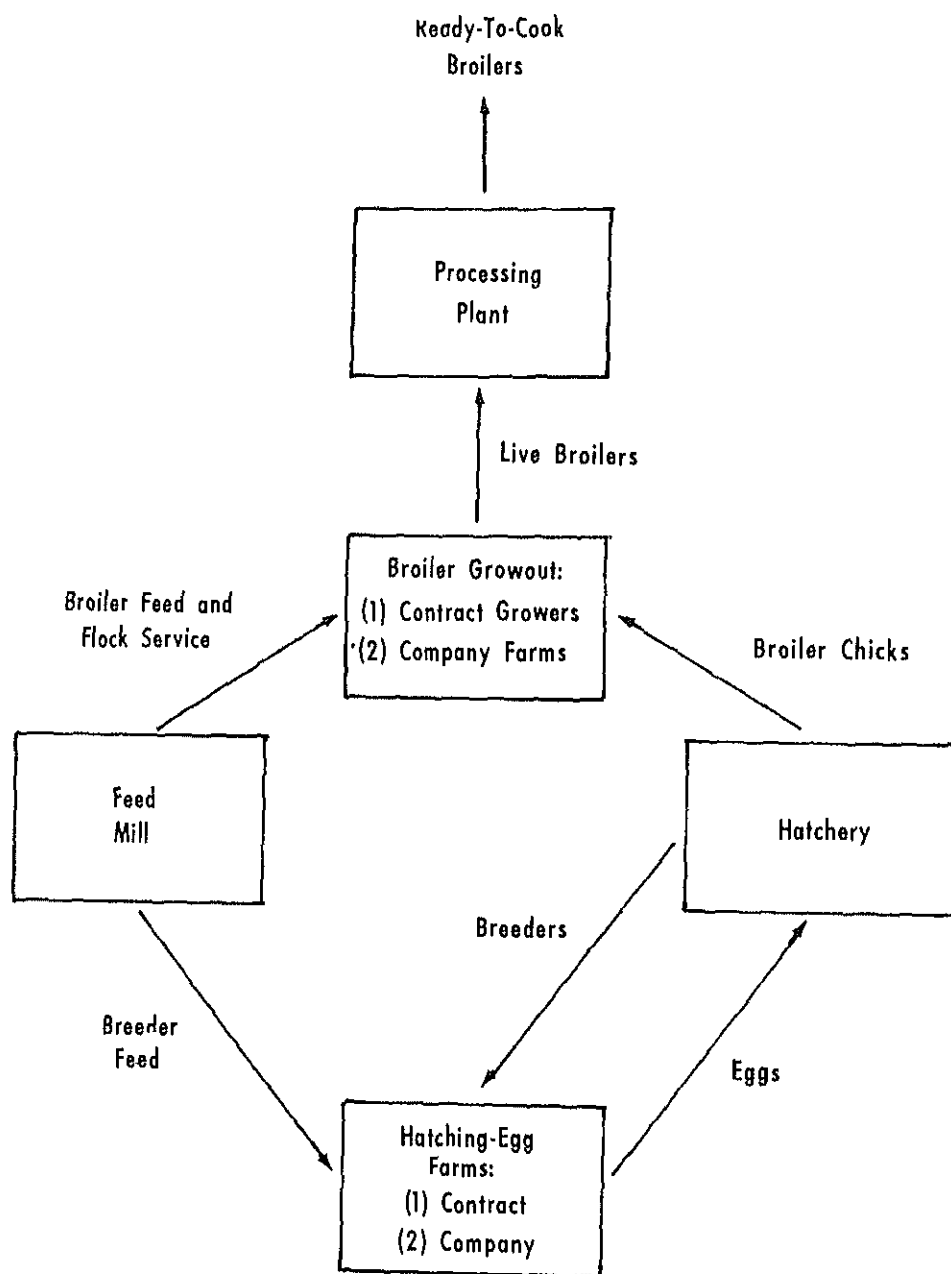 Ready-To-Cook
Broilers
Processing
Plant
Live Broilers
Broiler Growout:
(1) Contract Growers
(2) Company Farms
Broiler Feed and
Flock Service
Broiler Chicks
Feed
Mill
Hatchery
Breeders
Breeder
Feed
Eggs
Hatching-Egg
Farms:
(1) Contract
(2) Company